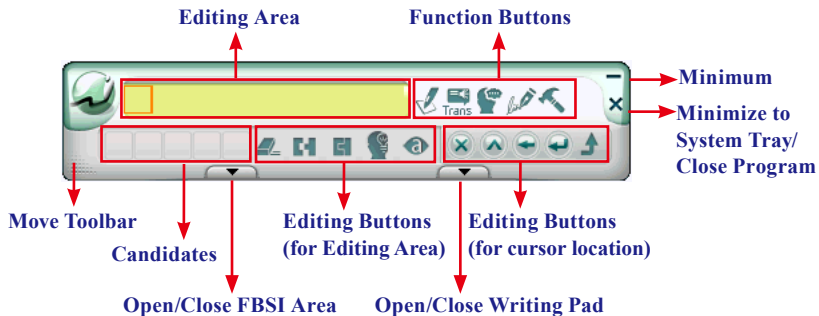 Editing Area
Function Buttons
Trans
Minimum
Minimize to
System Tray/
Close Program
Move Toolbar
Candidates
Editing Buttons
(for Editing Area)
Editing Buttons
(for cursor location)
Open/Close FBSI Area
Open/Close Writing Pad